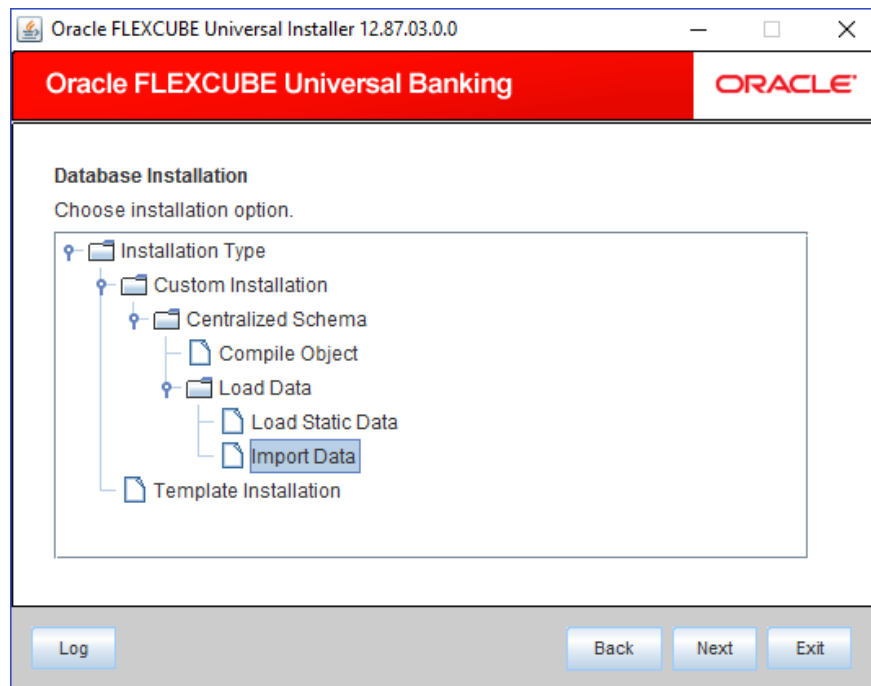 Oracle FLEXCUBE Universal Installer 12.87.03.0.0
Oracle FLEXCUBE Universal Banking
ORACLE
Database Installation
Choose installation option.
Installation Type
Custom Installation
Centralized Schema
Compile Object
Load Data
Load Static Data
Import Data
Template Installation
Log Back Next Exit